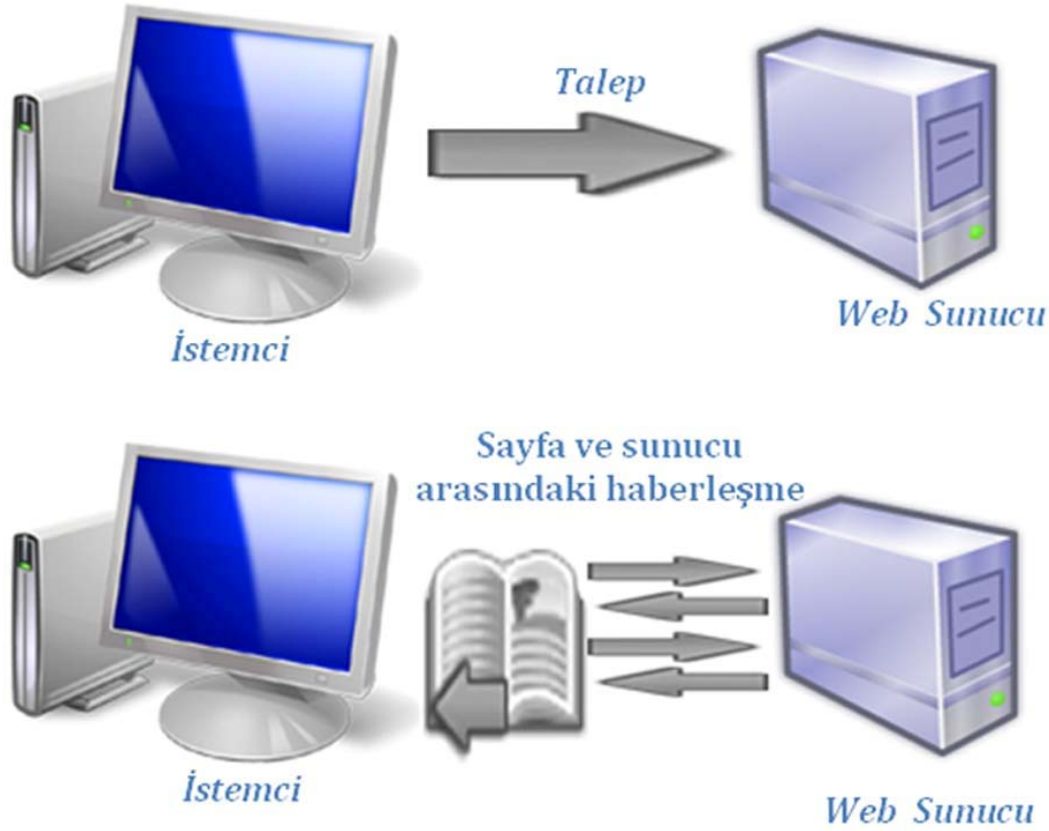 Talep
Web Sunucu
İstemci
Sayfa ve sunucu
arasındaki haberleşme
İstemci
Web Sunucu